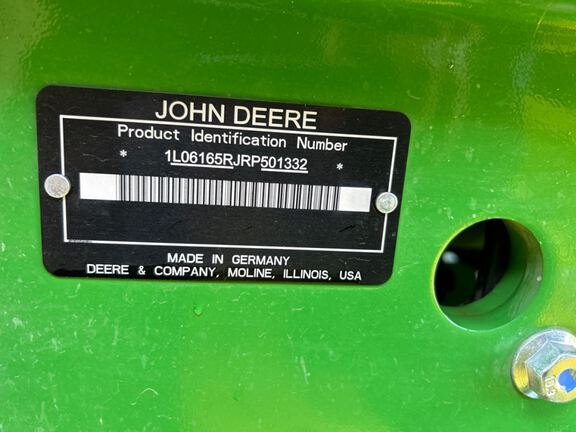 JOHN DEERE
Product Identification Number
* 1L06165RJRP501332 *
MADE IN GERMANY
DEERE & COMPANY, MOLINE, ILLINOIS, USA